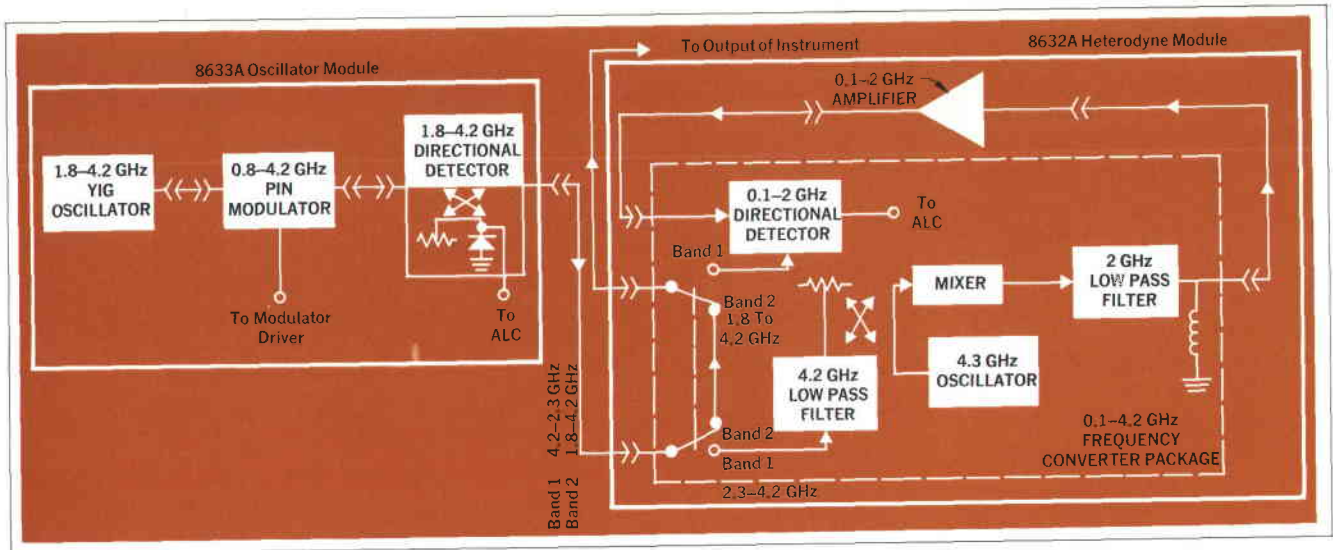 To Output of Instrument
8632A Heterodyne Module
8633A Oscillator Module
0.1–2 GHz
AMPLIFIER
1.8–4.2 GHz
YIG
OSCILLATOR
0.8–4.2 GHz
PIN
MODULATOR
1.8–4.2 GHz
DIRECTIONAL
DETECTOR
To Modulator
Driver
To
ALC
0.1–2 GHz
DIRECTIONAL
DETECTOR
To
ALC
Band 1
Band 2
1.8 To
4.2 GHz
MIXER
2 GHz
LOW PASS
FILTER
4.3 GHz
OSCILLATOR
4.2 GHz
LOW PASS
FILTER
Band 2
Band 1
2.3–4.2 GHz
0.1–4.2 GHz
FREQUENCY
CONVERTER PACKAGE
Band 1 4.2–2.3 GHz
Band 2 1.8–4.2 GHz